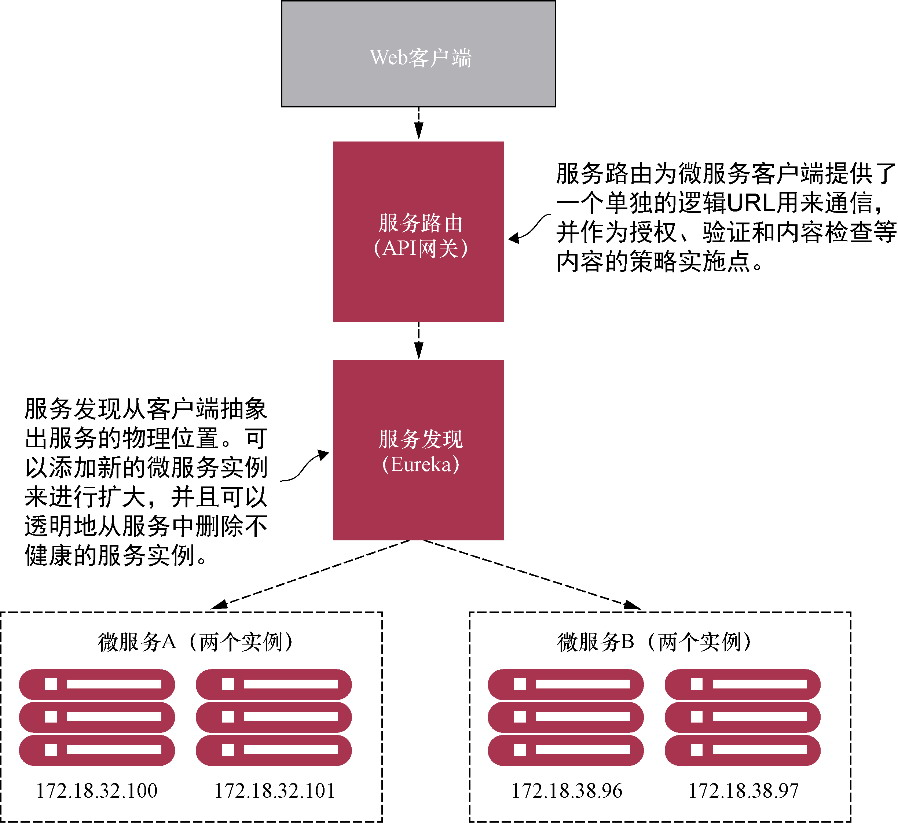 Web客户端
服务路由
（API网关）
服务路由为微服务客户端提供了
一个单独的逻辑URL用来通信，
并作为授权、验证和内容检查等
内容的策略实施点。
服务发现从客户端抽象
出服务的物理位置。可
以添加新的微服务实例
来进行扩大，并且可以
透明地从服务中删除不
健康的服务实例。
服务发现
（Eureka）
微服务A（两个实例）
172.18.32.100
172.18.32.101
微服务B（两个实例）
172.18.38.96
172.18.38.97